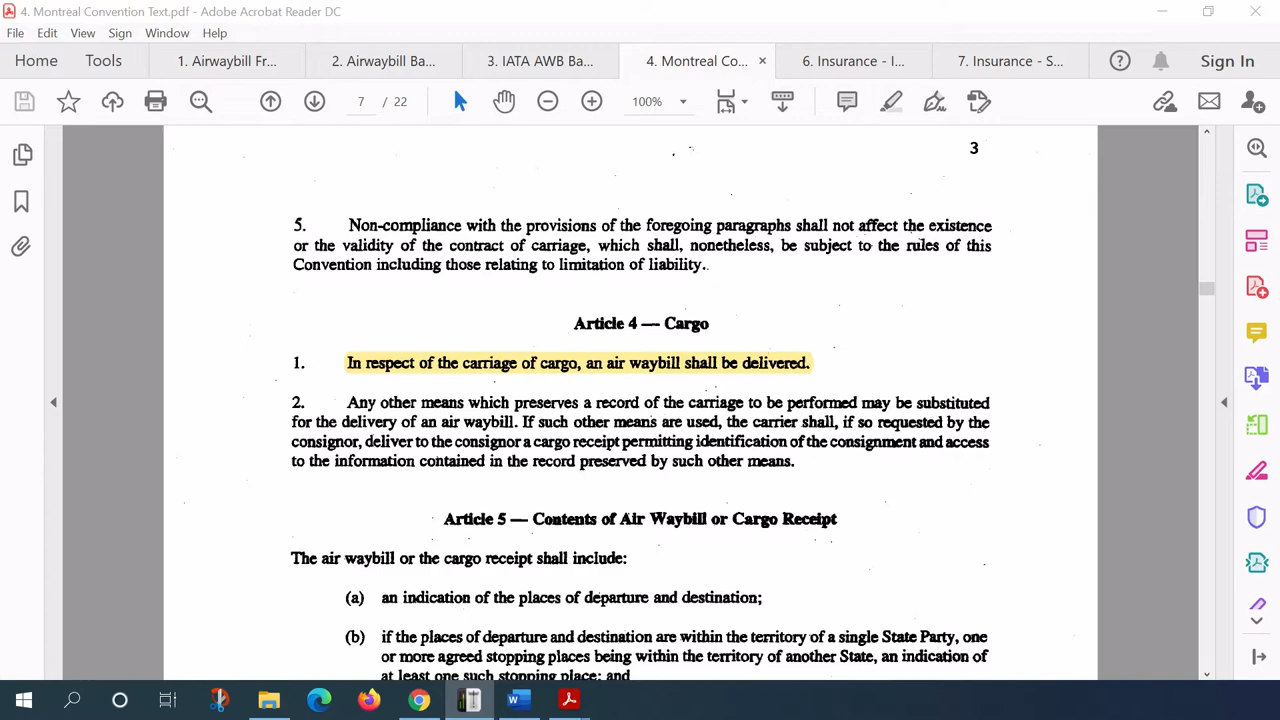 4. Montreal Convention Text.pdf - Adobe Acrobat Reader DC
File Edit View Sign Window Help
Home Tools 1. Airwaybill Fr... 2. Airwaybill Ba... 3. IATA AWB Ba... 4. Montreal Co... × 6. Insurance - I... 7. Insurance - S... Sign In
7 / 22 100%
3
5. Non-compliance with the provisions of the foregoing paragraphs shall not affect the existence
or the validity of the contract of carriage, which shall, nonetheless, be subject to the rules of this
Convention including those relating to limitation of liability.
Article 4 — Cargo
1. In respect of the carriage of cargo, an air waybill shall be delivered.
2. Any other means which preserves a record of the carriage to be performed may be substituted
for the delivery of an air waybill. If such other means are used, the carrier shall, if so requested by the
consignor, deliver to the consignor a cargo receipt permitting identification of the consignment and access
to the information contained in the record preserved by such other means.
Article 5 — Contents of Air Waybill or Cargo Receipt
The air waybill or the cargo receipt shall include:
(a) an indication of the places of departure and destination;
(b) if the places of departure and destination are within the territory of a single State Party, one
or more agreed stopping places being within the territory of another State, an indication of
at least one such stopping place; and